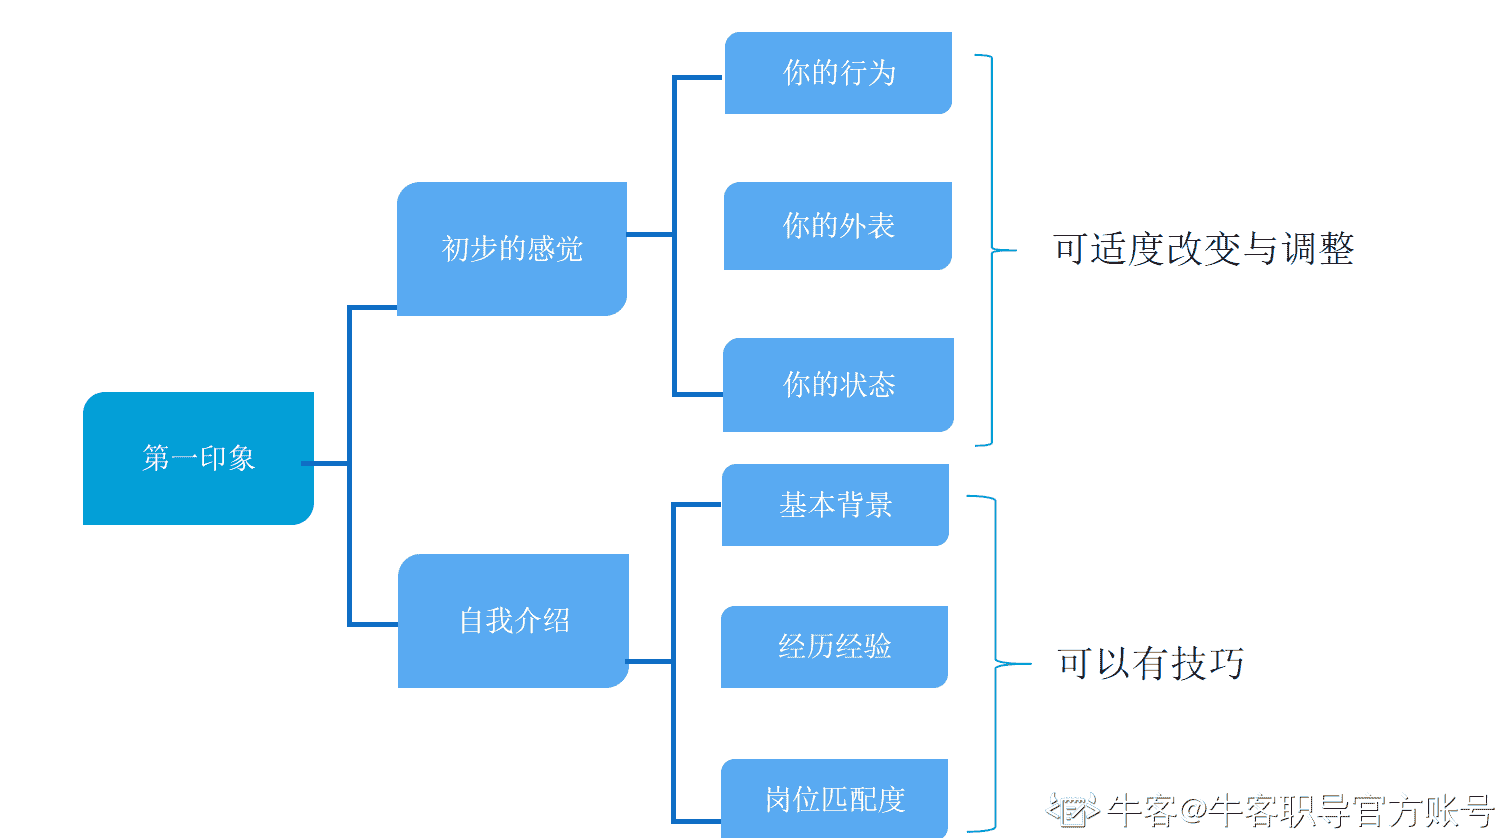 第一印象
初步的感觉
你的行为
你的外表
你的状态
可适度改变与调整
自我介绍
基本背景
经历经验
岗位匹配度
可以有技巧
牛客@牛客职导官方账号